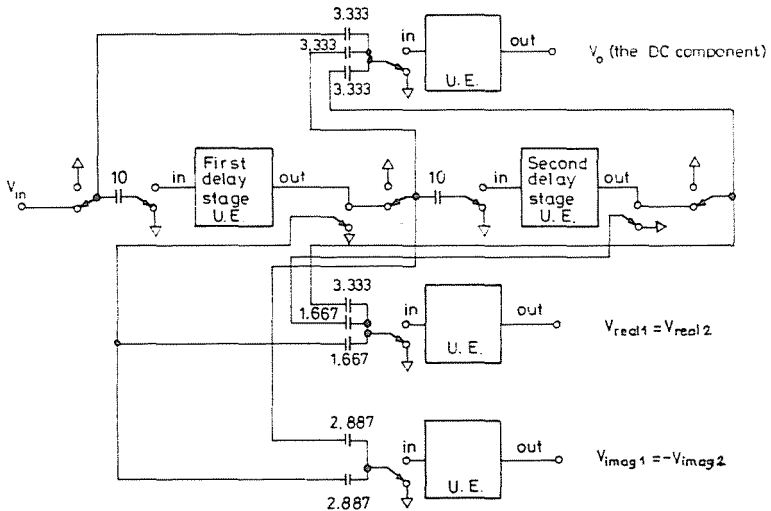 3.333
3.333
3.333
in
out
U.E.
V₀ (the DC component)
Vin
10
in
First
delay
stage
U.E.
out
10
in
Second
delay
stage
U.E.
out
3.333
1.667
1.667
in
out
U.E.
Vreal1=Vreal2
2.887
2.887
in
out
U.E.
Vimag1=-Vimag2